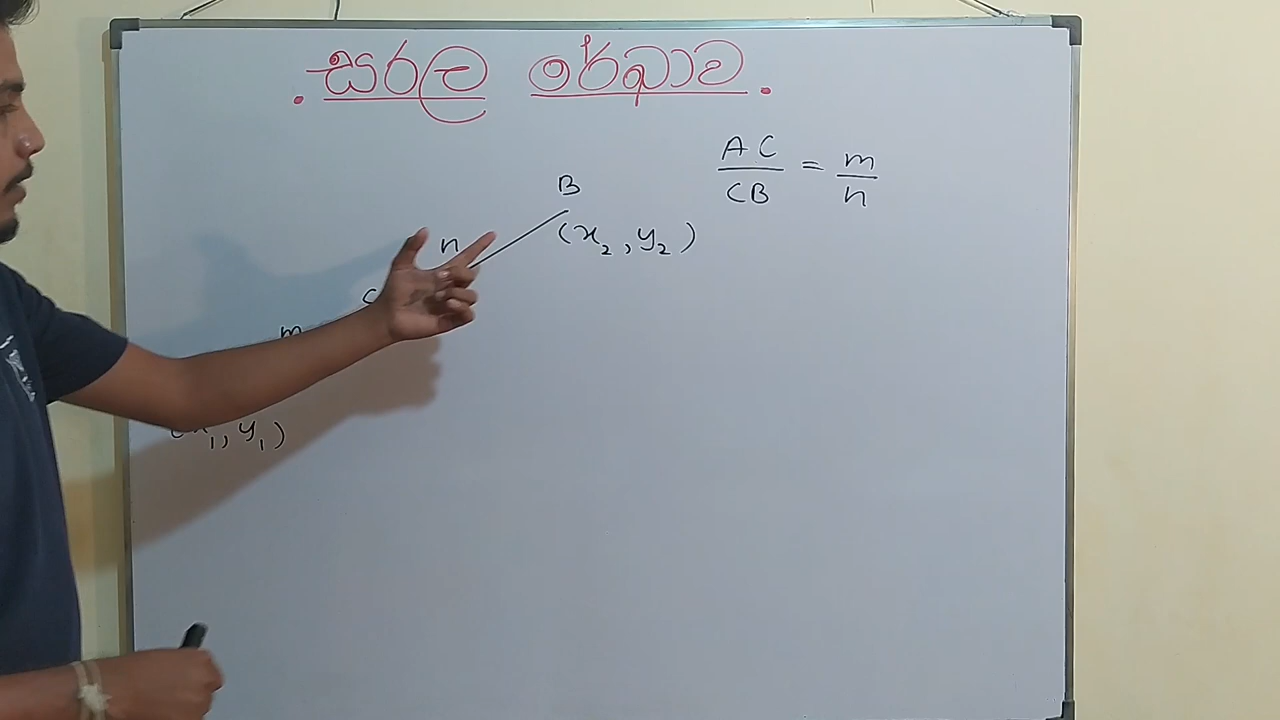 . සරල රේඛාව .
AC / CB = m / n
B
(x₂, y₂)
n
C
m
(x₁, y₁)